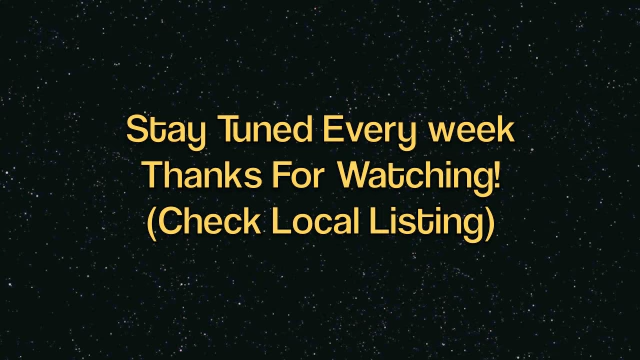 Stay Tuned Every week
Thanks For Watching!
(Check Local Listing)